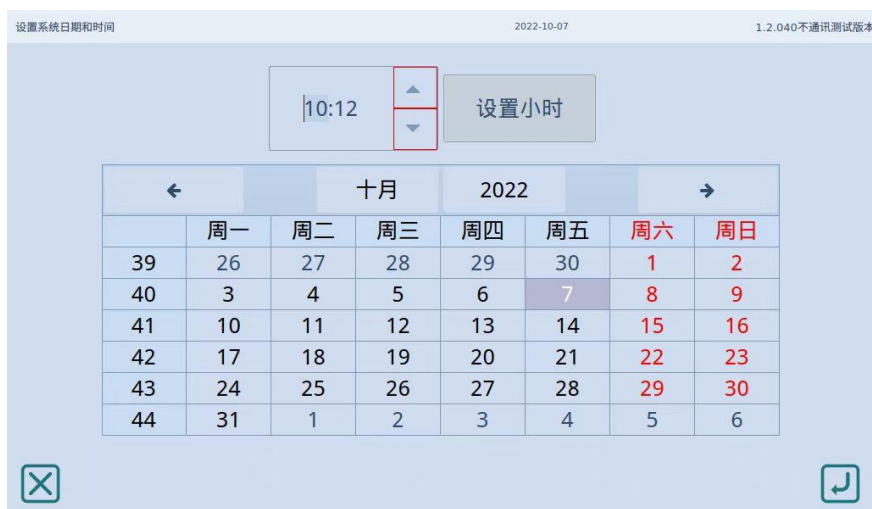 设置系统日期和时间 2022-10-07 1.2.040不通讯测试版本
10:12 设置小时
十月 2022
周一 周二 周三 周四 周五 周六 周日
39 26 27 28 29 30 1 2
40 3 4 5 6 7 8 9
41 10 11 12 13 14 15 16
42 17 18 19 20 21 22 23
43 24 25 26 27 28 29 30
44 31 1 2 3 4 5 6